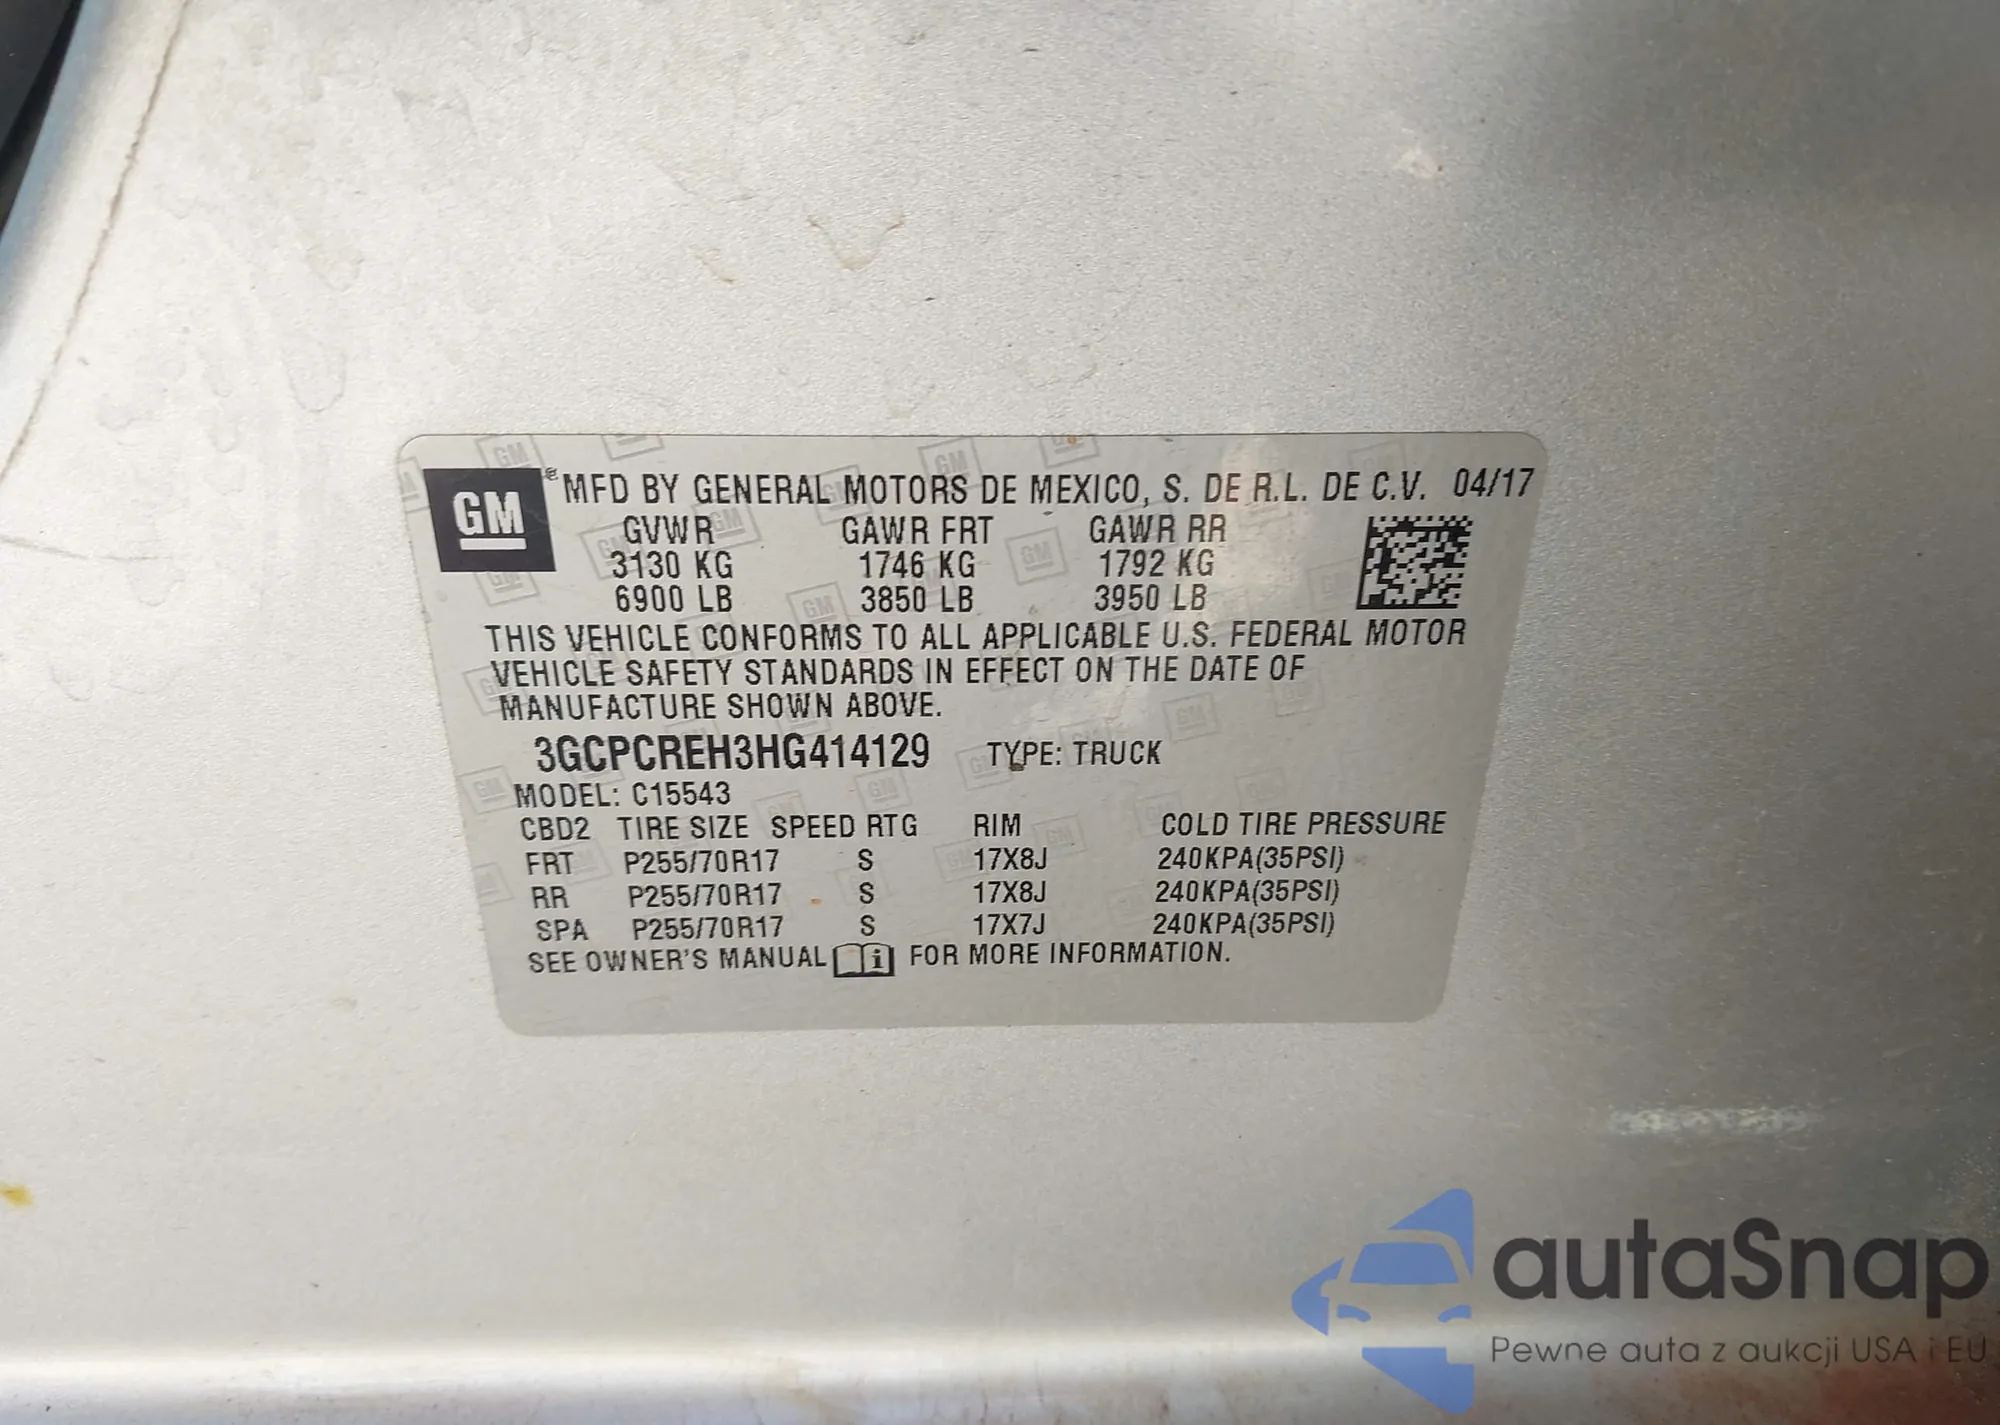 GM ® MFD BY GENERAL MOTORS DE MEXICO, S. DE R.L. DE C.V. 04/17
GVWR GAWR FRT GAWR RR
3130 KG 1746 KG 1792 KG
6900 LB 3850 LB 3950 LB
THIS VEHICLE CONFORMS TO ALL APPLICABLE U.S. FEDERAL MOTOR
VEHICLE SAFETY STANDARDS IN EFFECT ON THE DATE OF
MANUFACTURE SHOWN ABOVE.
3GCPCREH3HG414129 TYPE: TRUCK
MODEL: C15543
CBD2 TIRE SIZE SPEED RTG RIM COLD TIRE PRESSURE
FRT P255/70R17 S 17X8J 240KPA(35PSI)
RR P255/70R17 S 17X8J 240KPA(35PSI)
SPA P255/70R17 S 17X7J 240KPA(35PSI)
SEE OWNER'S MANUAL i FOR MORE INFORMATION.
autaSnap
Pewne auta z aukcji USA i EU